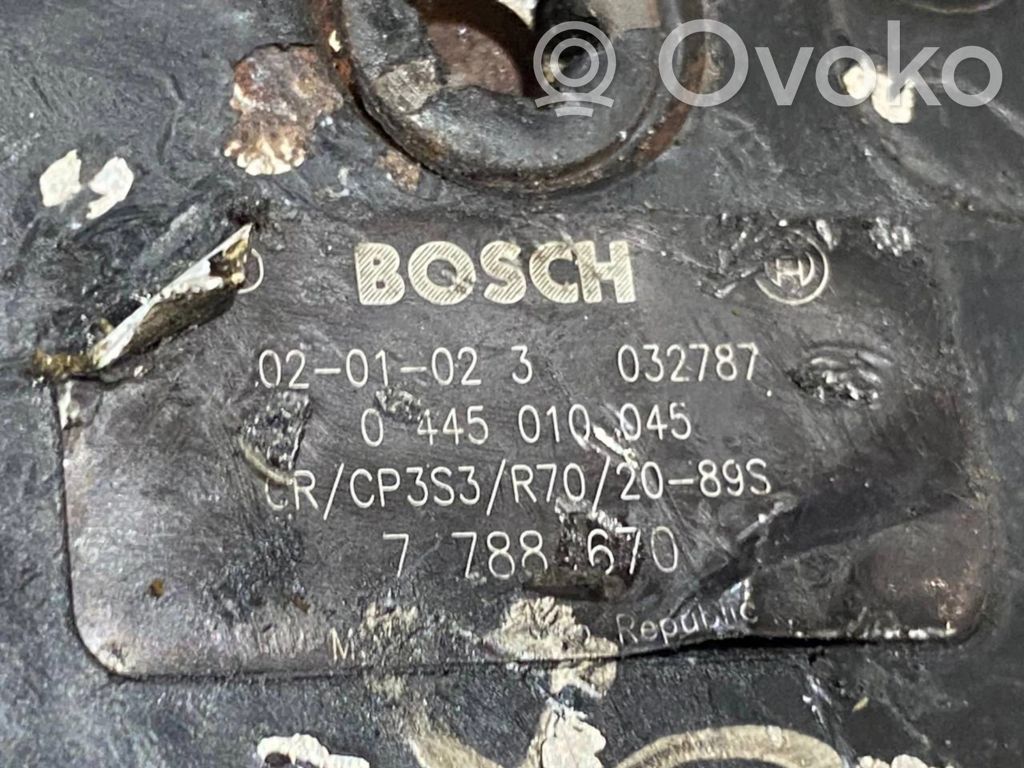 Ovoko
BOSCH
02-01-02 3 032787
0 445 010 045
CR/CP3S3/R70/20-89S
7 788 670
Republic